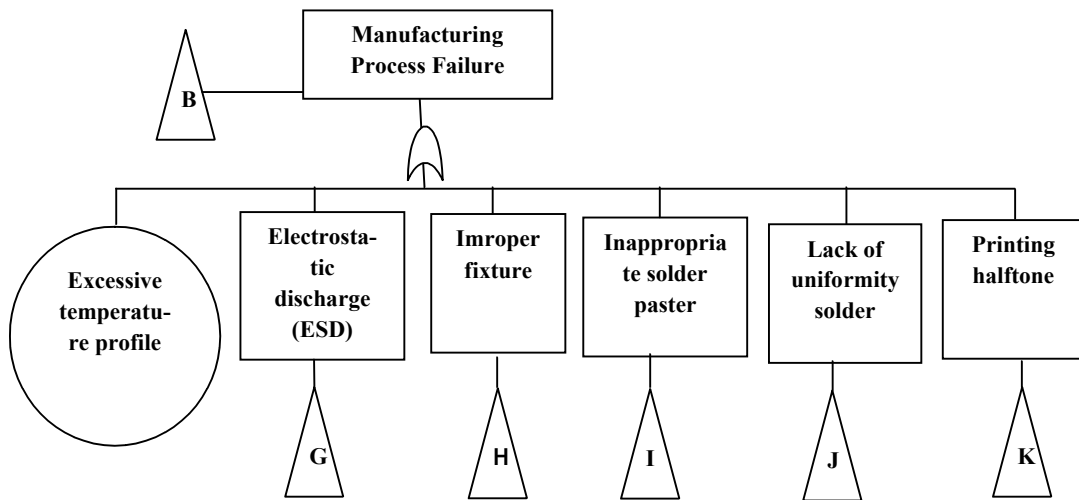 Manufacturing
Process Failure
B
Excessive
temperatu-
re profile
Electrosta-
tic
discharge
(ESD)
Imroper
fixture
Inappropria
te solder
paster
Lack of
uniformity
solder
Printing
halftone
G
H
I
J
K